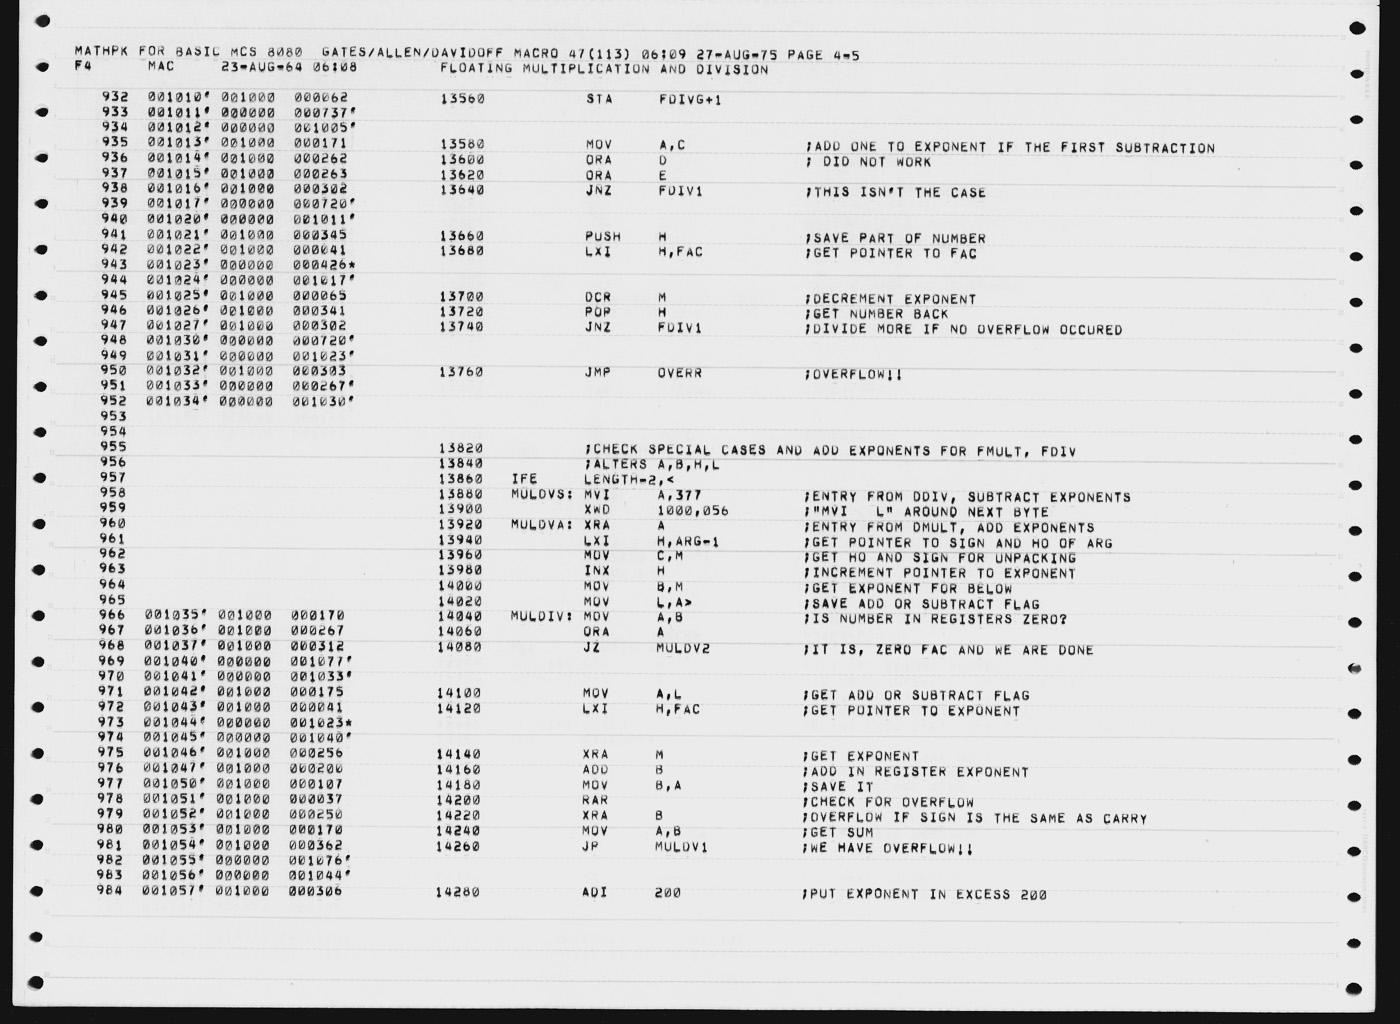 MATHPK FOR BASIC MCS 8080  GATES/ALLEN/DAVIDOFF MACRO 47(113) 06:09 27-AUG-75 PAGE 4-5
F4      MAC     23-AUG-64 06:08         FLOATING MULTIPLICATION AND DIVISION
932 001010' 001000 000062 13560 STA FDIVG+1
933 001011' 000000 000737'
934 001012' 000000 001005'
935 001013' 001000 000171 13580 MOV A,C ;ADD ONE TO EXPONENT IF THE FIRST SUBTRACTION
936 001014' 001000 000262 13600 ORA D ; DID NOT WORK
937 001015' 001000 000263 13620 ORA E
938 001016' 001000 000302 13640 JNZ FDIV1 ;THIS ISN'T THE CASE
939 001017' 000000 000720'
940 001020' 000000 001011'
941 001021' 001000 000345 13660 PUSH H ;SAVE PART OF NUMBER
942 001022' 001000 000041 13680 LXI H,FAC ;GET POINTER TO FAC
943 001023' 000000 000426*
944 001024' 000000 001017'
945 001025' 001000 000065 13700 DCR M ;DECREMENT EXPONENT
946 001026' 001000 000341 13720 POP H ;GET NUMBER BACK
947 001027' 001000 000302 13740 JNZ FDIV1 ;DIVIDE MORE IF NO OVERFLOW OCCURED
948 001030' 000000 000720'
949 001031' 000000 001023'
950 001032' 001000 000303 13760 JMP OVERR ;OVERFLOW!!
951 001033' 000000 000267'
952 001034' 000000 001030'
953
954
955 13820 ;CHECK SPECIAL CASES AND ADD EXPONENTS FOR FMULT, FDIV
956 13840 ;ALTERS A,B,H,L
957 13860 IFE LENGTH-2,<
958 13880 MULDVS: MVI A,377 ;ENTRY FROM DDIV, SUBTRACT EXPONENTS
959 13900 XWD 1000,056 ;"MVI L" AROUND NEXT BYTE
960 13920 MULDVA: XRA A ;ENTRY FROM DMULT, ADD EXPONENTS
961 13940 LXI H,ARG-1 ;GET POINTER TO SIGN AND HO OF ARG
962 13960 MOV C,M ;GET HO AND SIGN FOR UNPACKING
963 13980 INX H ;INCREMENT POINTER TO EXPONENT
964 14000 MOV B,M ;GET EXPONENT FOR BELOW
965 14020 MOV L,A> ;SAVE ADD OR SUBTRACT FLAG
966 001035' 001000 000170 14040 MULDIV: MOV A,B ;IS NUMBER IN REGISTERS ZERO?
967 001036' 001000 000267 14060 ORA A
968 001037' 001000 000312 14080 JZ MULDV2 ;IT IS, ZERO FAC AND WE ARE DONE
969 001040' 000000 001077'
970 001041' 000000 001033'
971 001042' 001000 000175 14100 MOV A,L ;GET ADD OR SUBTRACT FLAG
972 001043' 001000 000041 14120 LXI H,FAC ;GET POINTER TO EXPONENT
973 001044' 000000 001023*
974 001045' 000000 001040'
975 001046' 001000 000256 14140 XRA M ;GET EXPONENT
976 001047' 001000 000200 14160 ADD B ;ADD IN REGISTER EXPONENT
977 001050' 001000 000107 14180 MOV B,A ;SAVE IT
978 001051' 001000 000037 14200 RAR ;CHECK FOR OVERFLOW
979 001052' 001000 000250 14220 XRA B ;OVERFLOW IF SIGN IS THE SAME AS CARRY
980 001053' 001000 000170 14240 MOV A,B ;GET SUM
981 001054' 001000 000362 14260 JP MULDV1 ;WE HAVE OVERFLOW!!
982 001055' 000000 001076'
983 001056' 000000 001044'
984 001057' 001000 000306 14280 ADI 200 ;PUT EXPONENT IN EXCESS 200